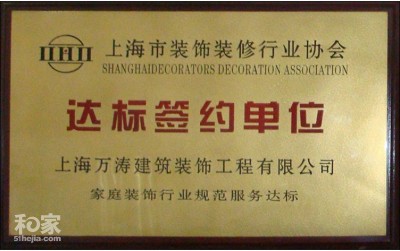 上海市装饰装修行业协会
SHANGHAIDECORATORS DECORATION ASSOCIATION
达标签约单位
上海万涛建筑装饰工程有限公司
家庭装饰行业规范服务达标
和家
51hejia.com